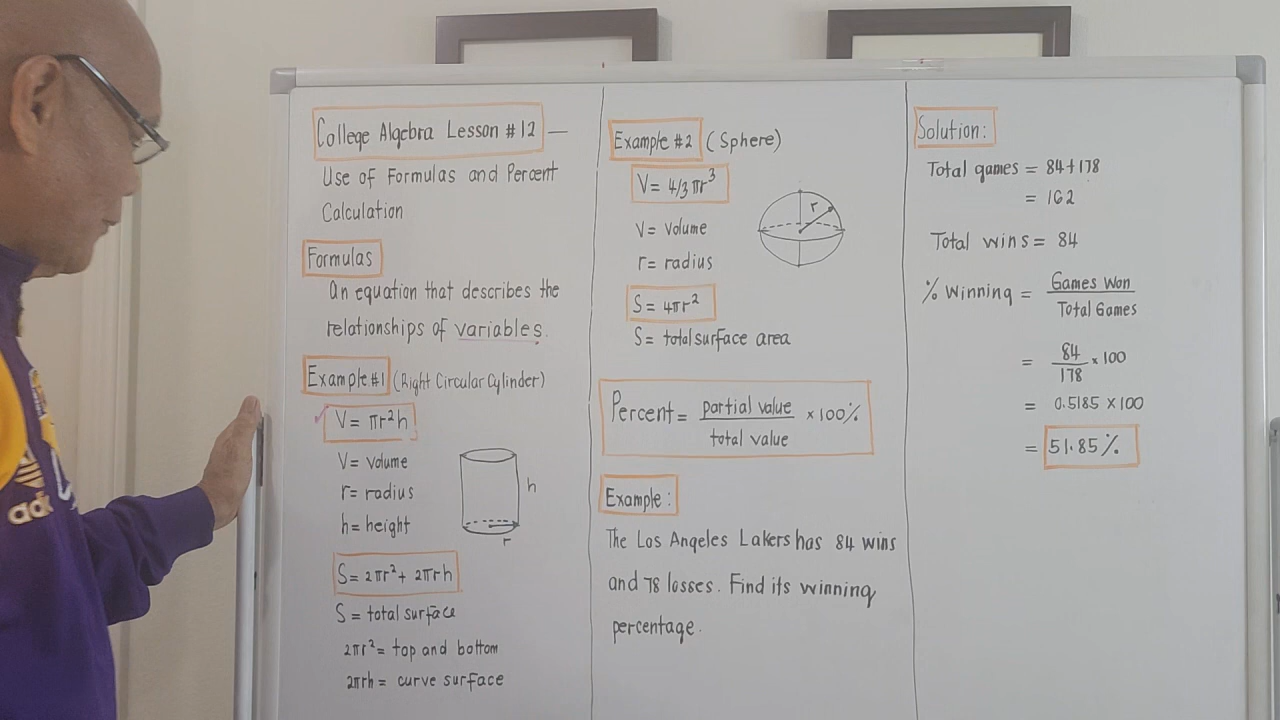 College Algebra Lesson #12 —
Use of Formulas and Percent
Calculation
Formulas
An equation that describes the
relationships of variables.
Example #1 (Right Circular Cylinder)
V = πr²h
V = volume
r = radius
h = height
h
r
S = 2πr² + 2πrh
S = total surface
2πr² = top and bottom
2πrh = curve surface
Example #2 (Sphere)
V = 4/3 πr³
r
V = volume
r = radius
S = 4πr²
S = total surface area
Percent = partial value / total value × 100%
Example:
The Los Angeles Lakers has 84 wins
and 78 losses. Find its winning
percentage.
Solution:
Total games = 84+178
= 162
Total wins = 84
% Winning = Games Won / Total Games
= 84/178 × 100
= 0.5185 × 100
= 51.85%